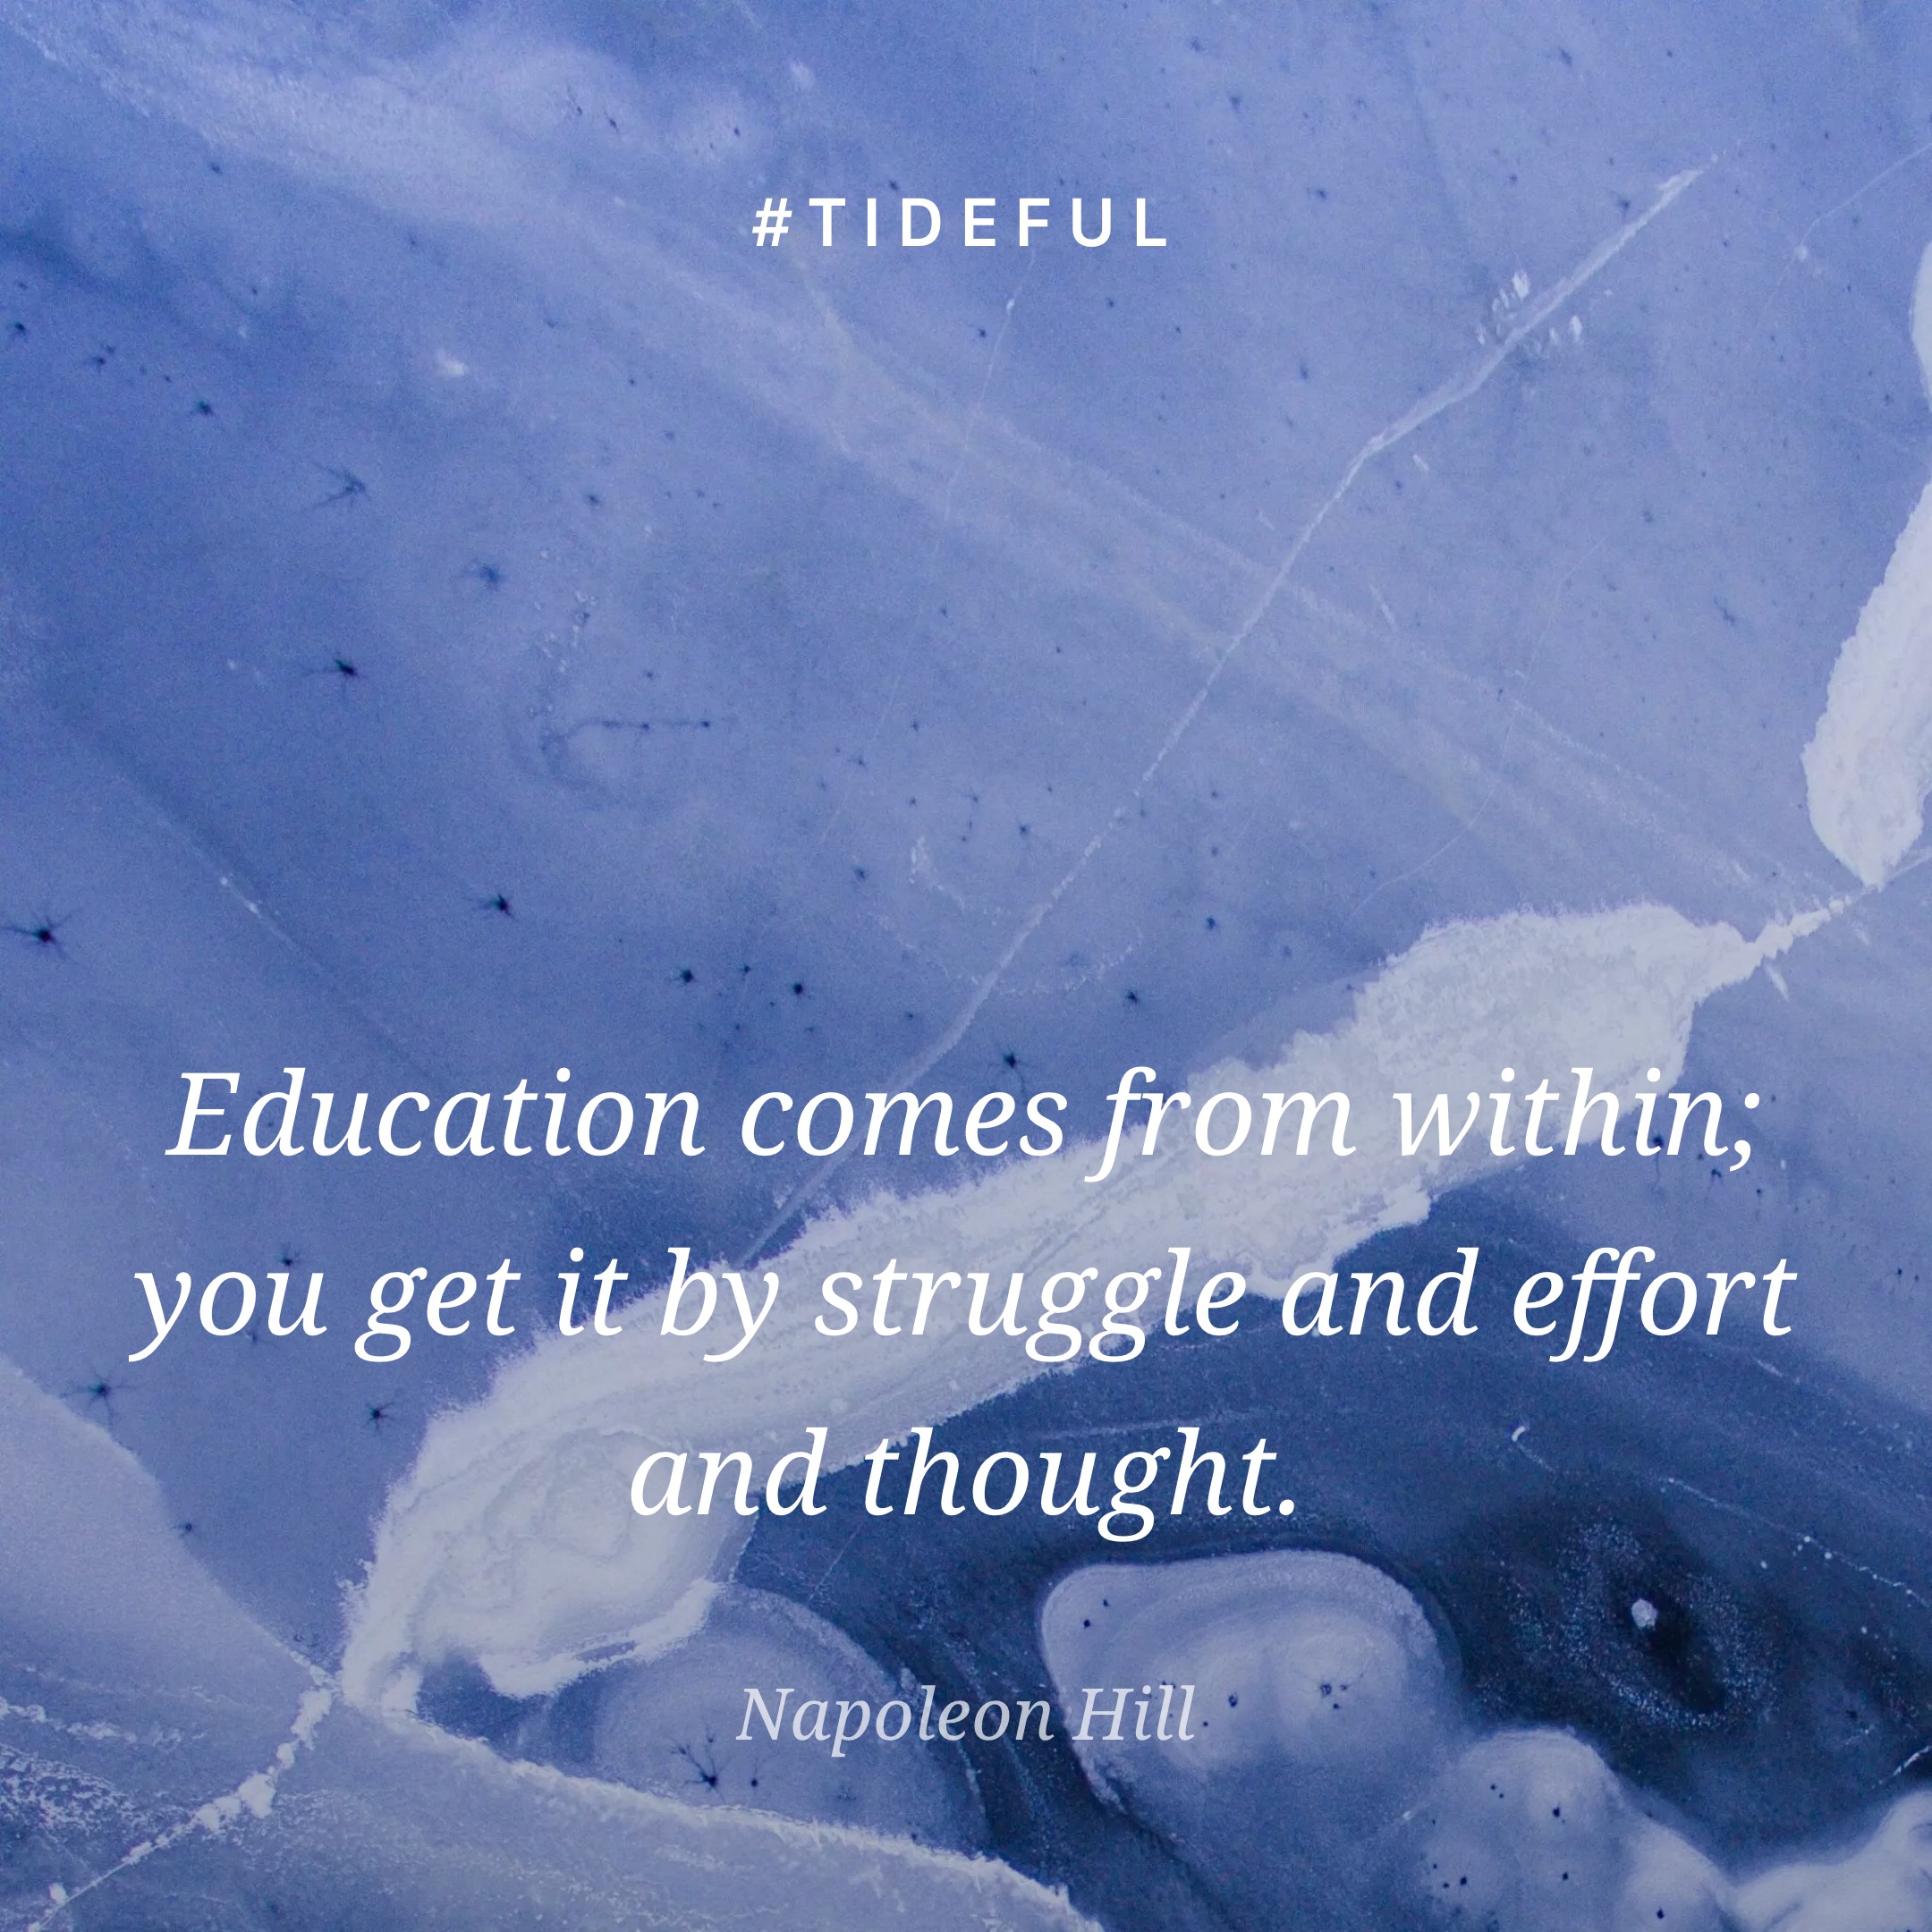 #TIDEFUL
Education comes from within;
you get it by struggle and effort
and thought.
Napoleon Hill